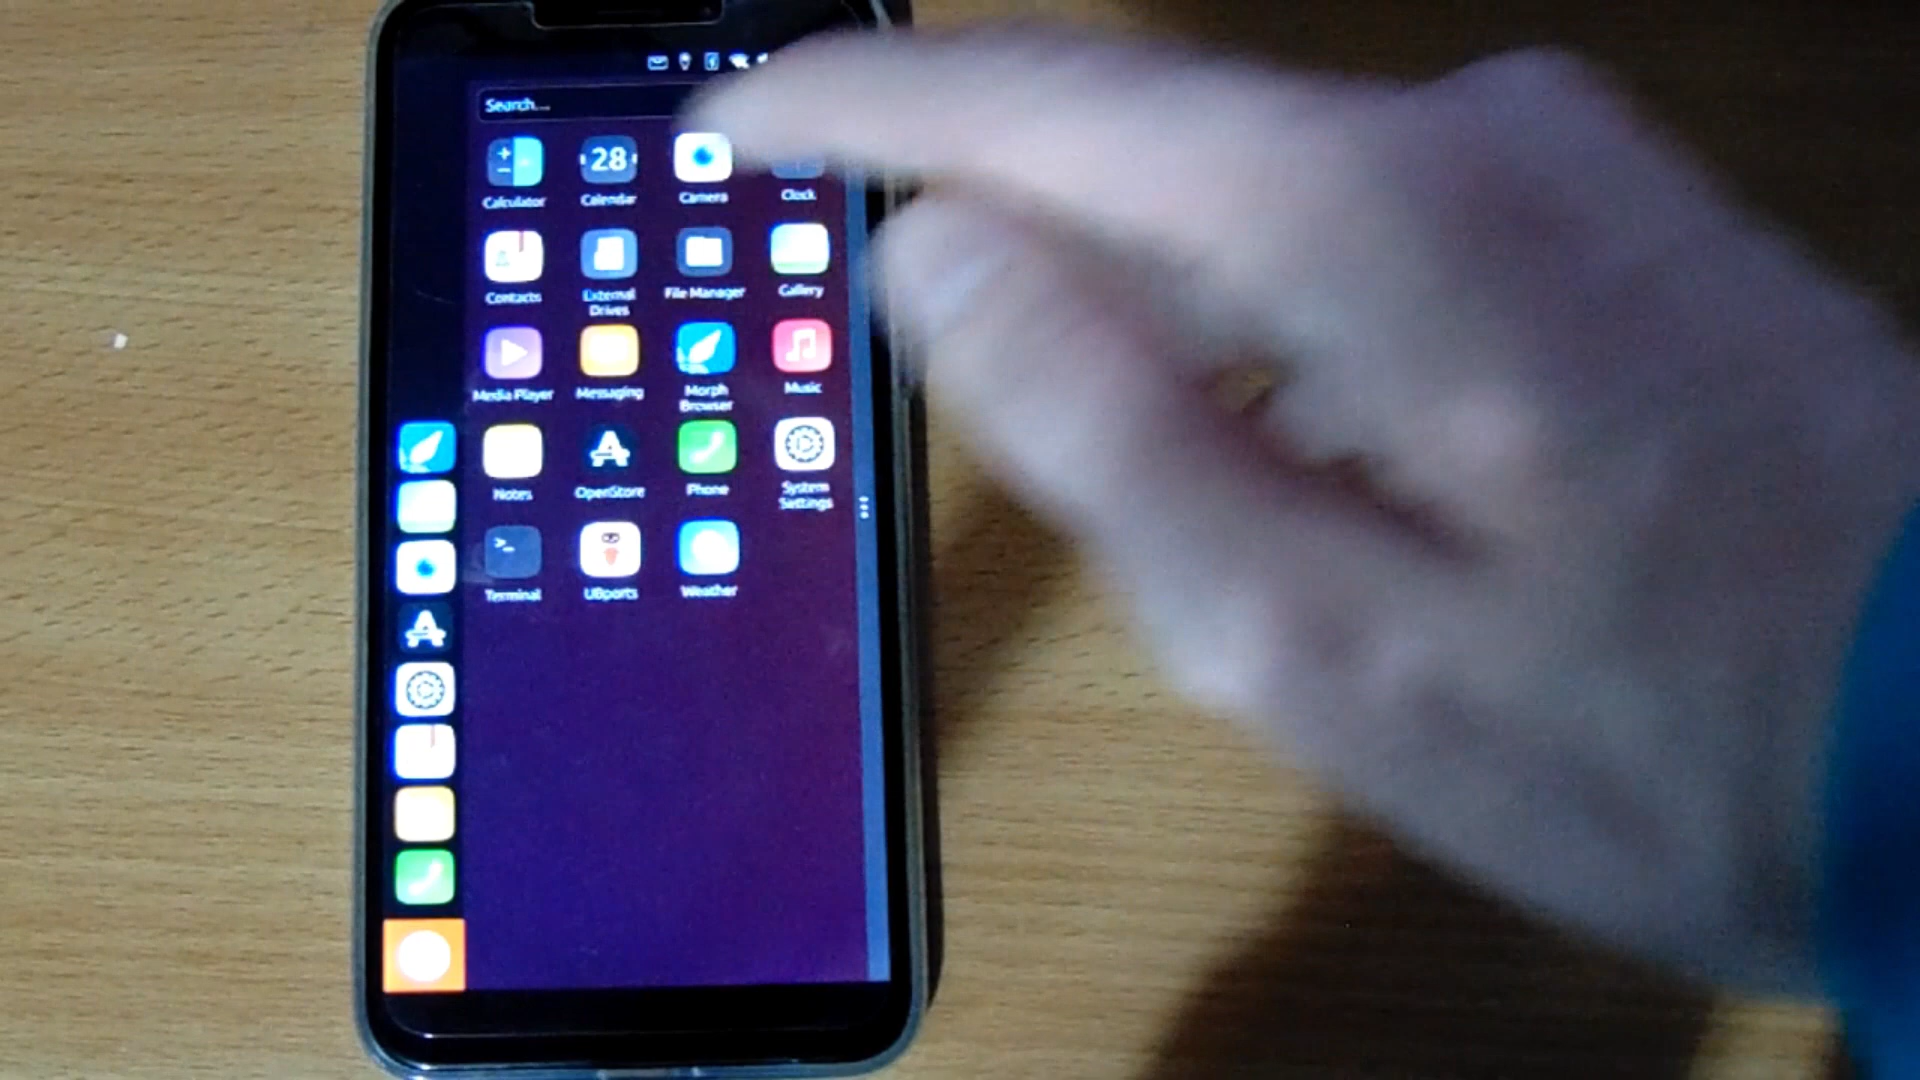 Search...
28
Calculator
Calendar
Camera
Clock
Contacts
External
Drives
File Manager
Gallery
Media Player
Messaging
Morph
Browser
Music
Notes
OpenStore
Phone
System
Settings
>_
Terminal
UBports
Weather